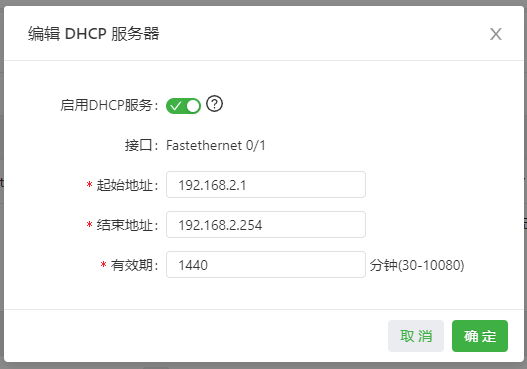 编辑 DHCP 服务器
启用DHCP服务：
接口： Fastethernet 0/1
* 起始地址： 192.168.2.1
* 结束地址： 192.168.2.254
* 有效期： 1440 分钟(30-10080)
取 消 确 定